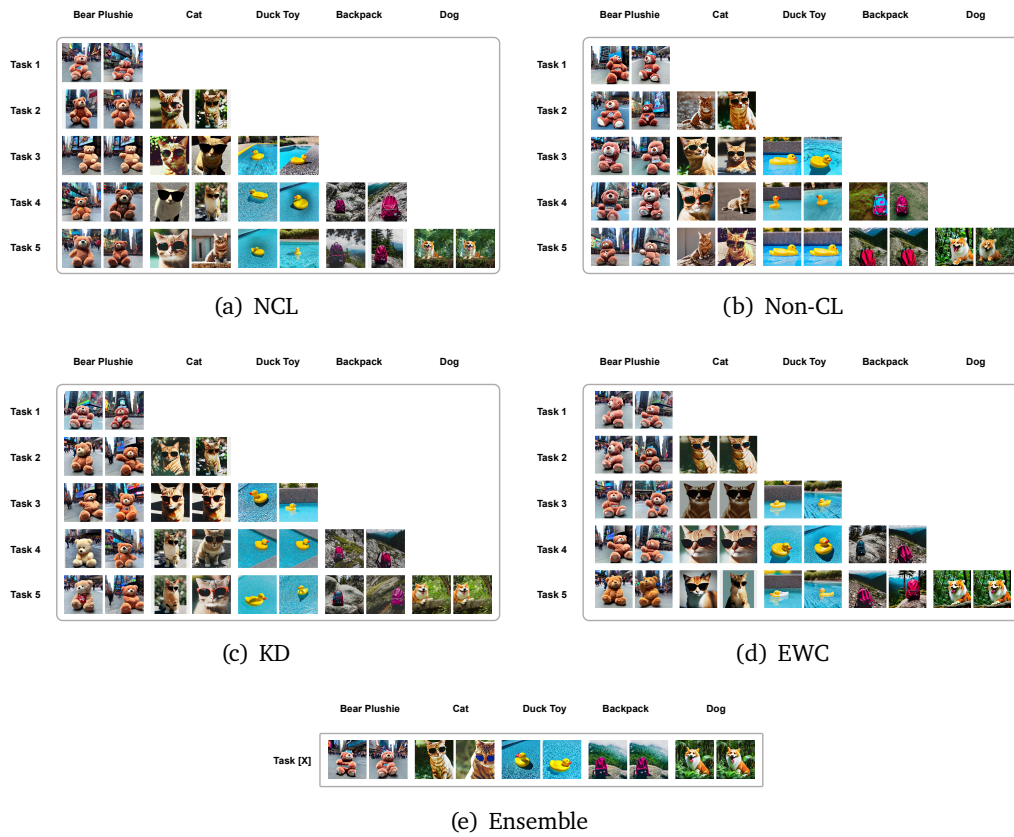 Bear Plushie Cat Duck Toy Backpack Dog
Task 1
Task 2
Task 3
Task 4
Task 5
(a) NCL
Bear Plushie Cat Duck Toy Backpack Dog
Task 1
Task 2
Task 3
Task 4
Task 5
(b) Non-CL
Bear Plushie Cat Duck Toy Backpack Dog
Task 1
Task 2
Task 3
Task 4
Task 5
(c) KD
Bear Plushie Cat Duck Toy Backpack Dog
Task 1
Task 2
Task 3
Task 4
Task 5
(d) EWC
Bear Plushie Cat Duck Toy Backpack Dog
Task [X]
(e) Ensemble